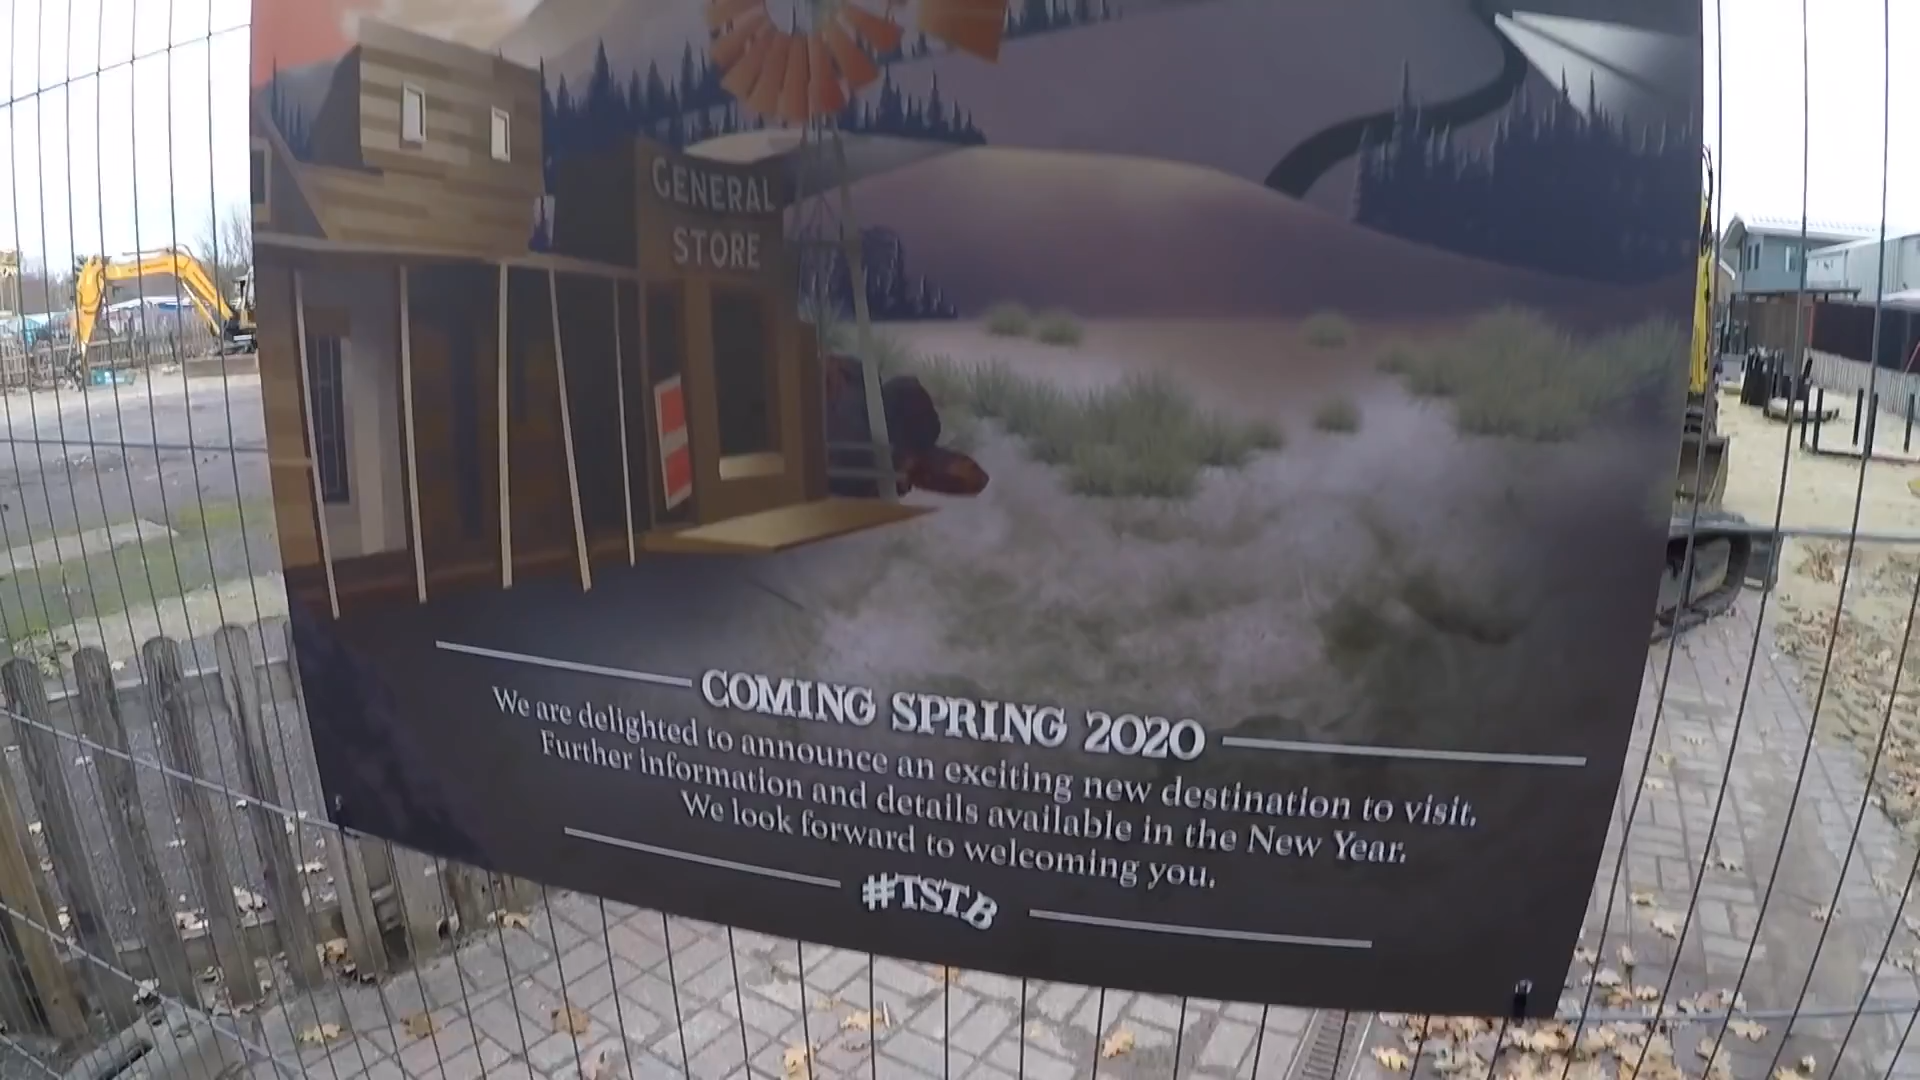 GENERAL
STORE
COMING SPRING 2020
We are delighted to announce an exciting new destination to visit.
Further information and details available in the New Year.
We look forward to welcoming you.
#TSTB